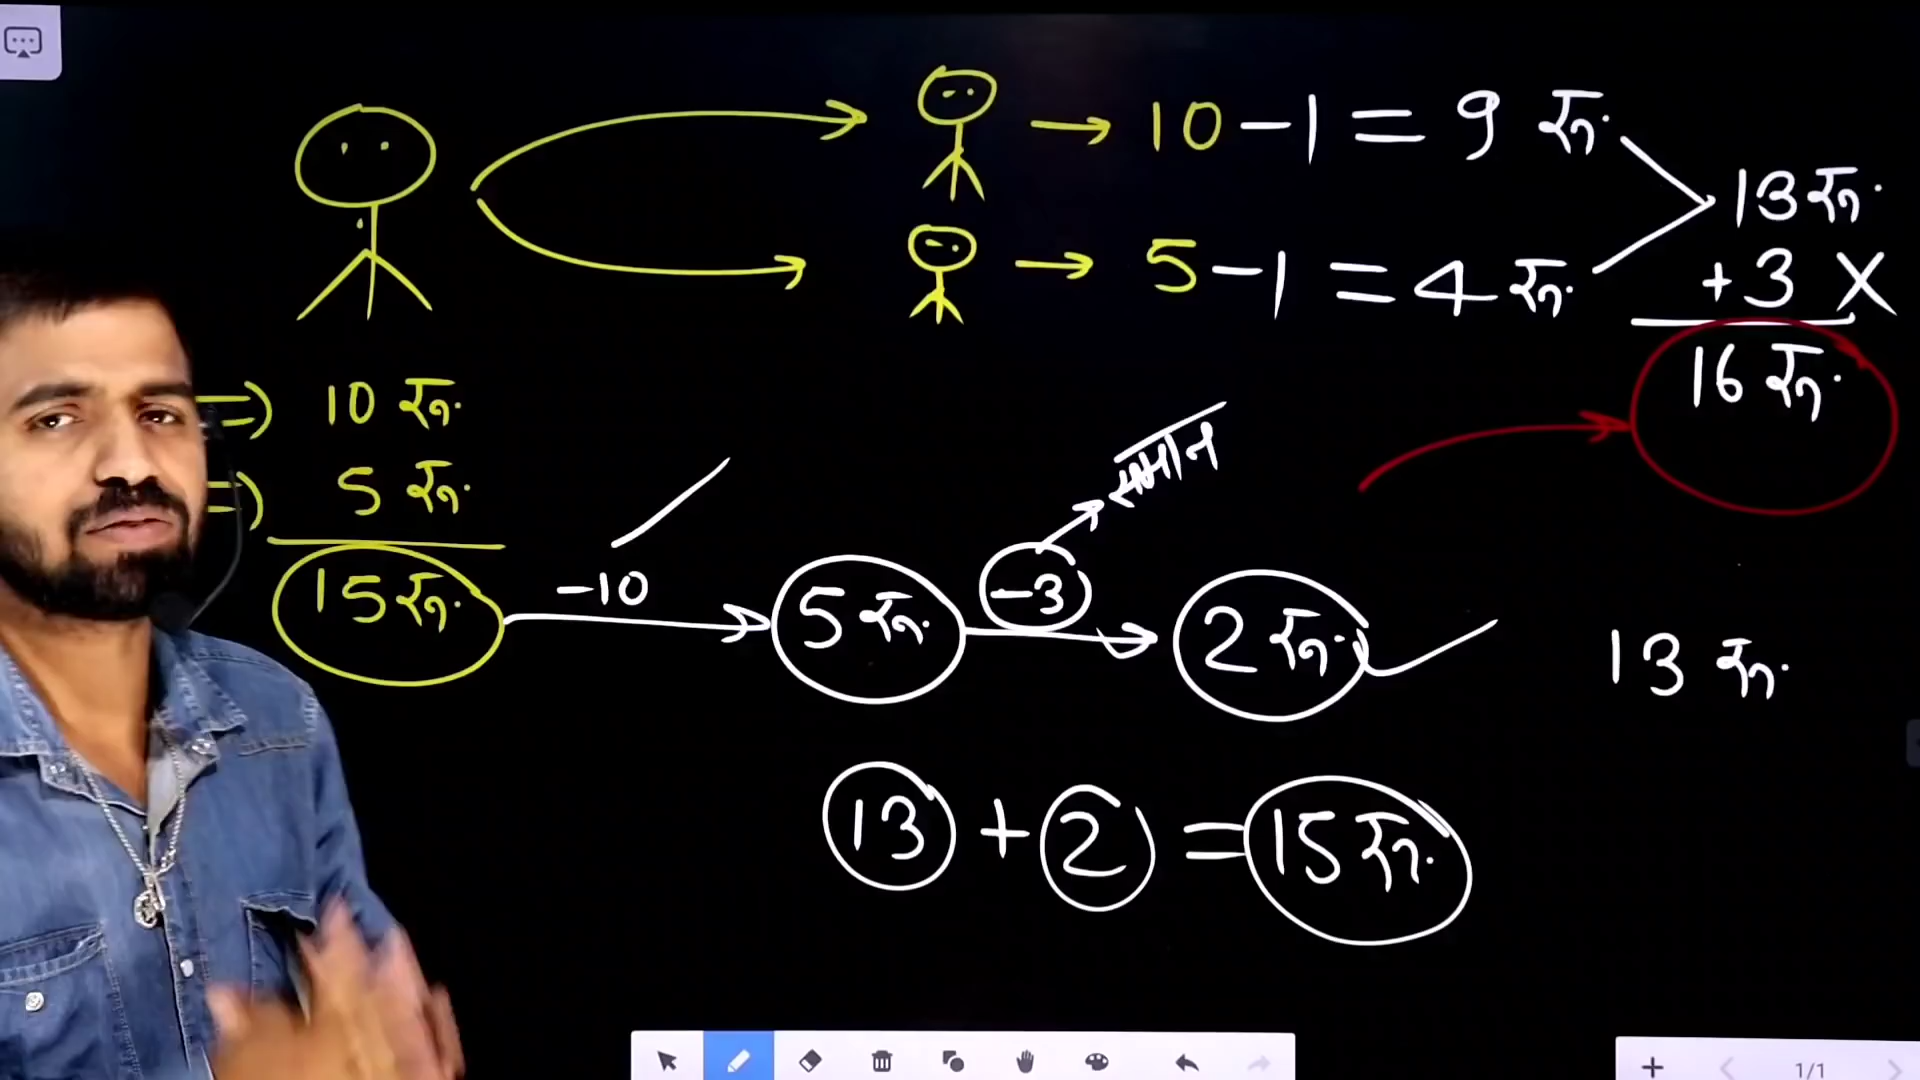 → 10 - 1 = 9 रू.
→ 5 - 1 = 4 रू.
13 रू.
+ 3 X
16 रू.
=> 10 रू.
=> 5 रू.
15 रू.
-10
5 रू.
-3
समान
2 रू.
13 रू.
13 + 2 = 15 रू.
1/1